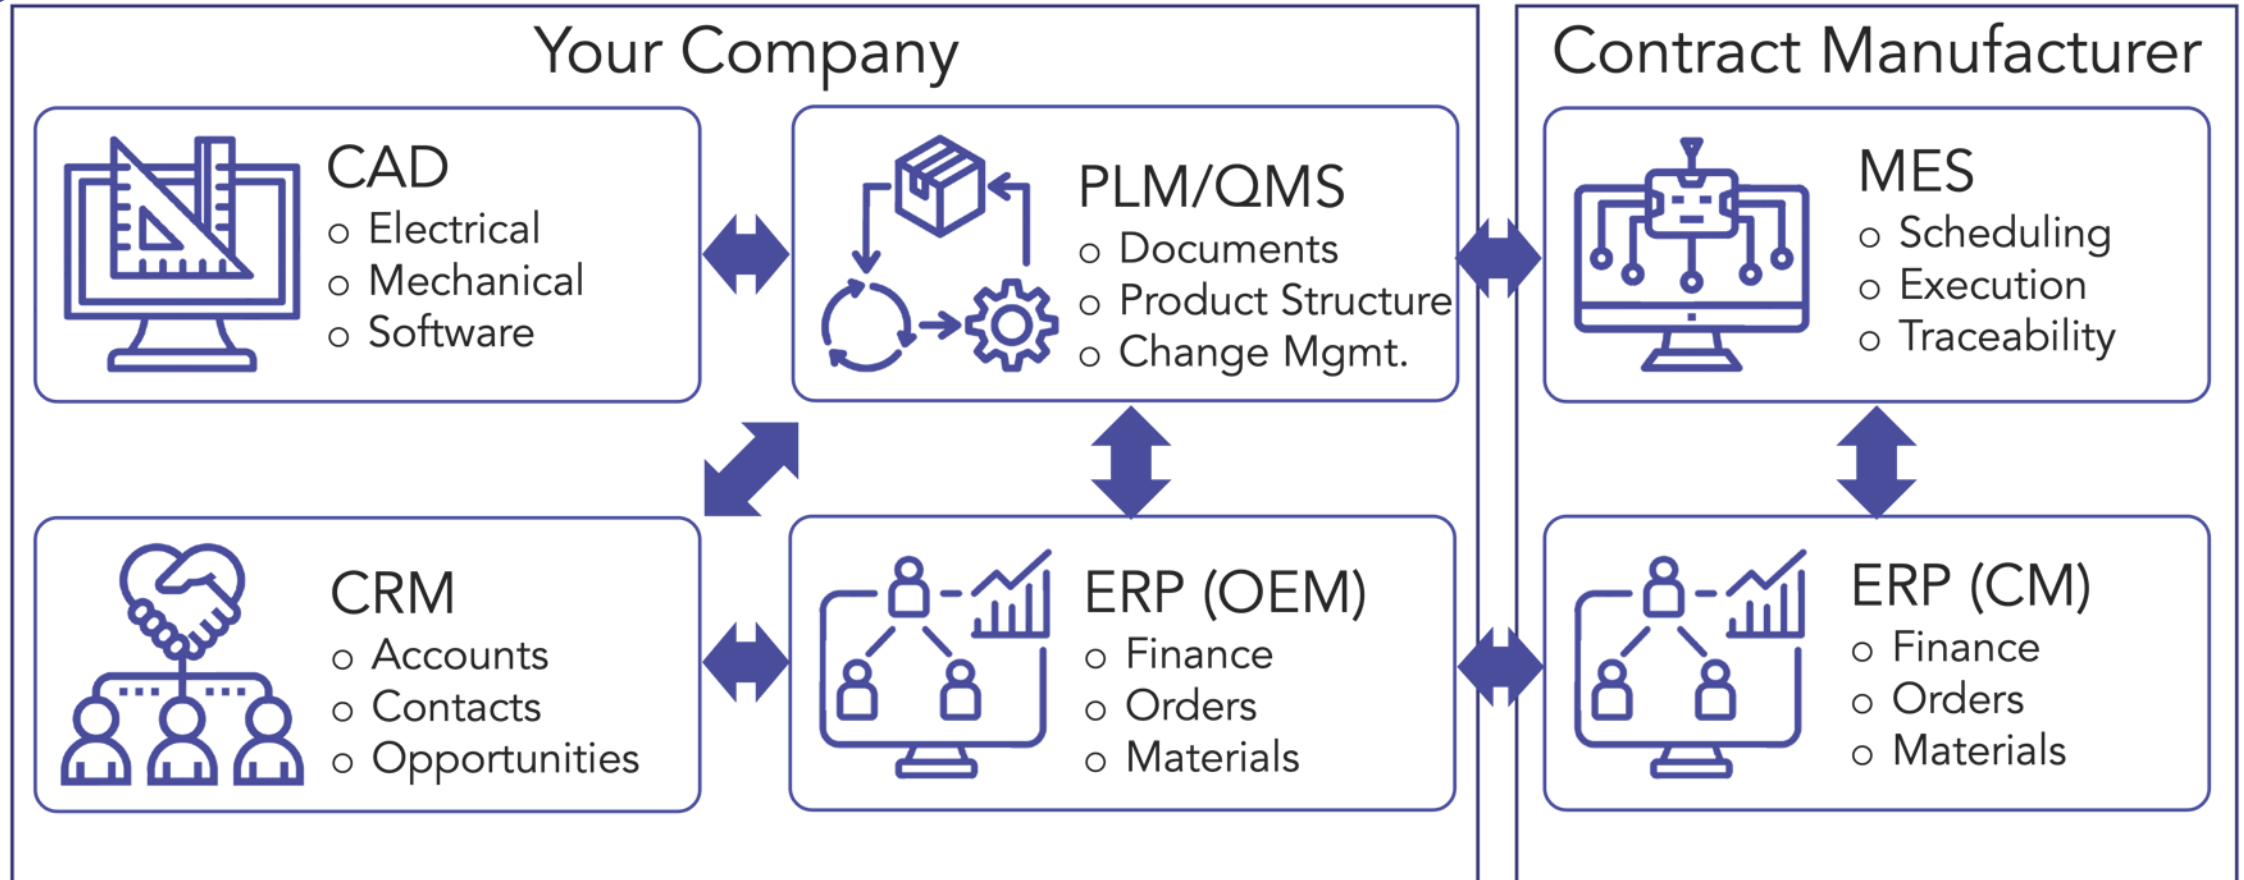 Your Company
Contract Manufacturer
CAD
○ Electrical
○ Mechanical
○ Software
PLM/QMS
○ Documents
○ Product Structure
○ Change Mgmt.
MES
○ Scheduling
○ Execution
○ Traceability
CRM
○ Accounts
○ Contacts
○ Opportunities
ERP (OEM)
○ Finance
○ Orders
○ Materials
ERP (CM)
○ Finance
○ Orders
○ Materials